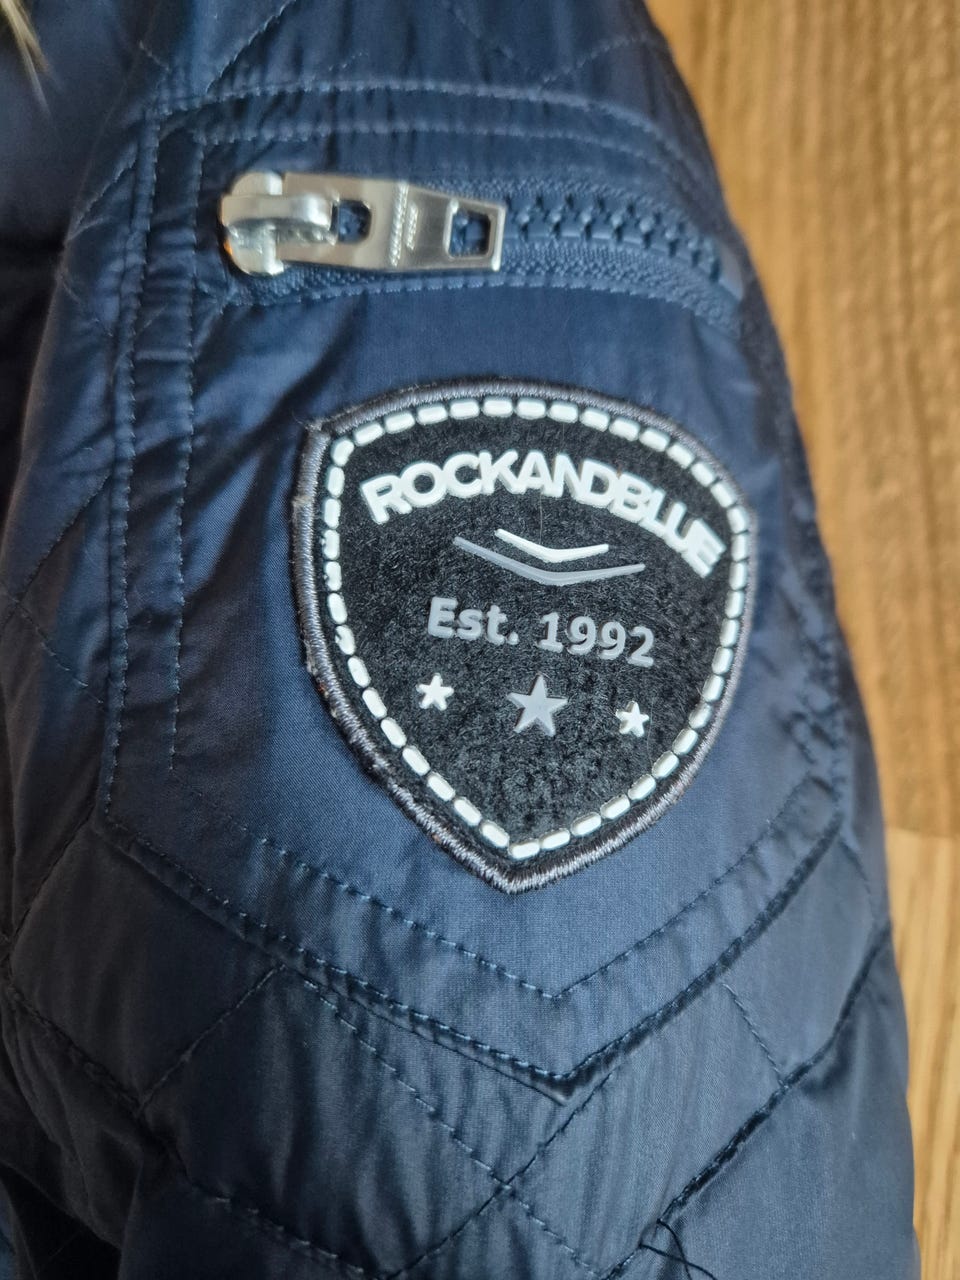 ROCKANDBLUE
Est. 1992